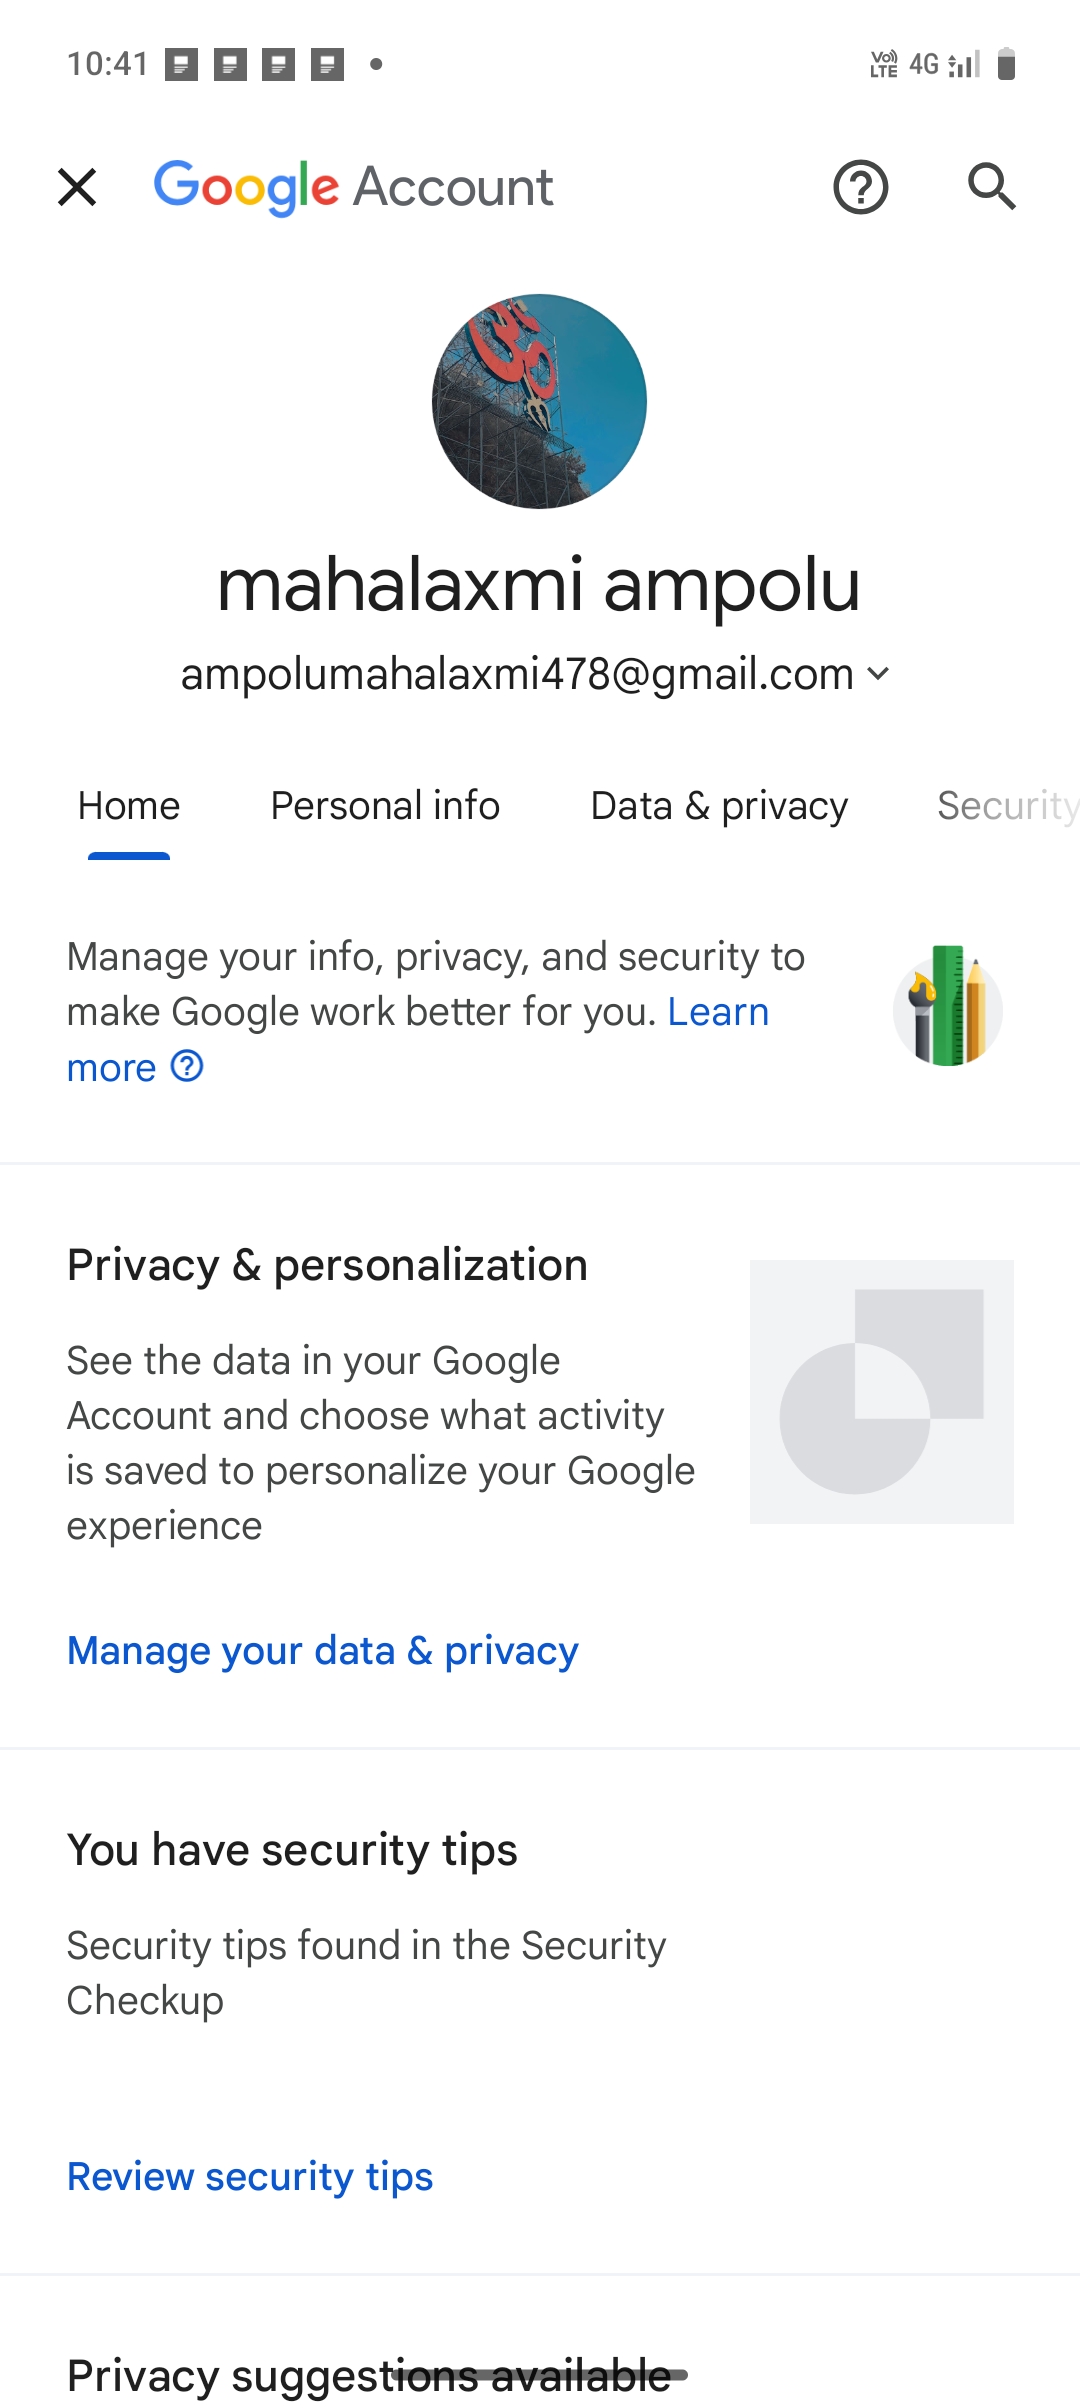 10:41 VoLTE 4G
Google Account
mahalaxmi ampolu
ampolumahalaxmi478@gmail.com
Home Personal info Data & privacy Security
Manage your info, privacy, and security to
make Google work better for you. Learn
more
Privacy & personalization
See the data in your Google
Account and choose what activity
is saved to personalize your Google
experience
Manage your data & privacy
You have security tips
Security tips found in the Security
Checkup
Review security tips
Privacy suggestions available